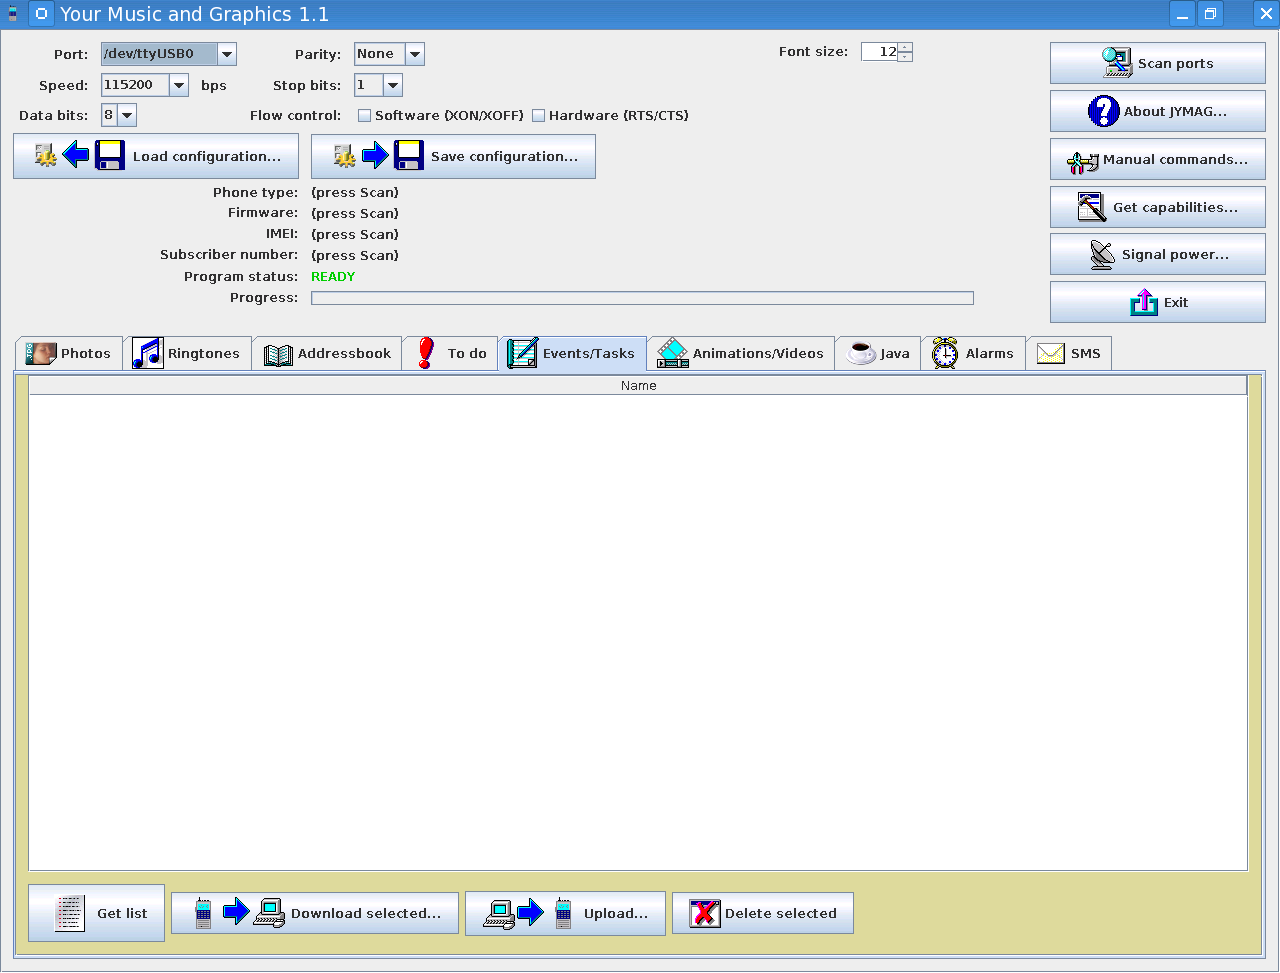 Your Music and Graphics 1.1
Port: /dev/ttyUSB0 Parity: None Font size: 12 Scan ports
Speed: 115200 bps Stop bits: 1
Data bits: 8 Flow control: Software (XON/XOFF) Hardware (RTS/CTS) About JYMAG...
Load configuration... Save configuration... Manual commands...
Phone type: (press Scan)
Firmware: (press Scan) Get capabilities...
IMEI: (press Scan)
Subscriber number: (press Scan) Signal power...
Program status: READY
Progress: Exit
Photos Ringtones Addressbook To do Events/Tasks Animations/Videos Java Alarms SMS
Name
Get list Download selected... Upload... Delete selected